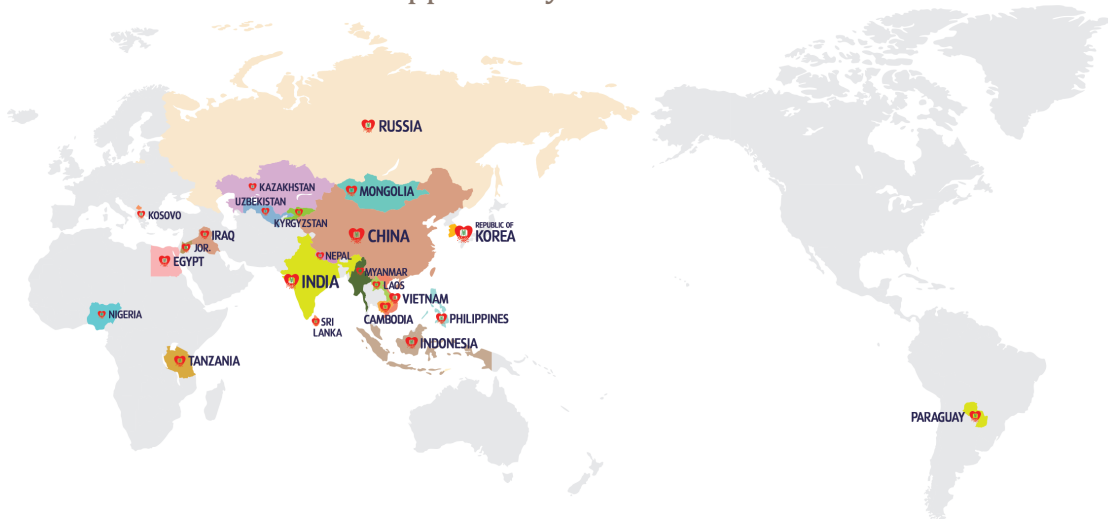 RUSSIA
KAZAKHSTAN
MONGOLIA
UZBEKISTAN
KOSOVO
KYRGYZSTAN
REPUBLIC OF
KOREA
IRAQ
CHINA
JOR.
EGYPT
NEPAL
MYANMAR
INDIA
LAOS
VIETNAM
NIGERIA
CAMBODIA
PHILIPPINES
SRI
LANKA
INDONESIA
TANZANIA
PARAGUAY